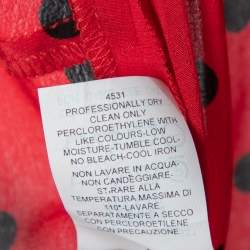 4531
PROFESSIONALLY DRY
CLEAN ONLY
PERCLOROETHYLENE WITH
LIKE COLOURS-LOW
MOISTURE-TUMBLE COOL-
NO BLEACH-COOL IRON
NON LAVARE IN ACQUA-
NON CANDEGGIARE-
STIRARE ALLA
TEMPERATURA MASSIMA DI
110°-LAVARE
SEPARATAMENTE A SECCO
CON PERCLOROETILENE
CON PRECAUZIONE